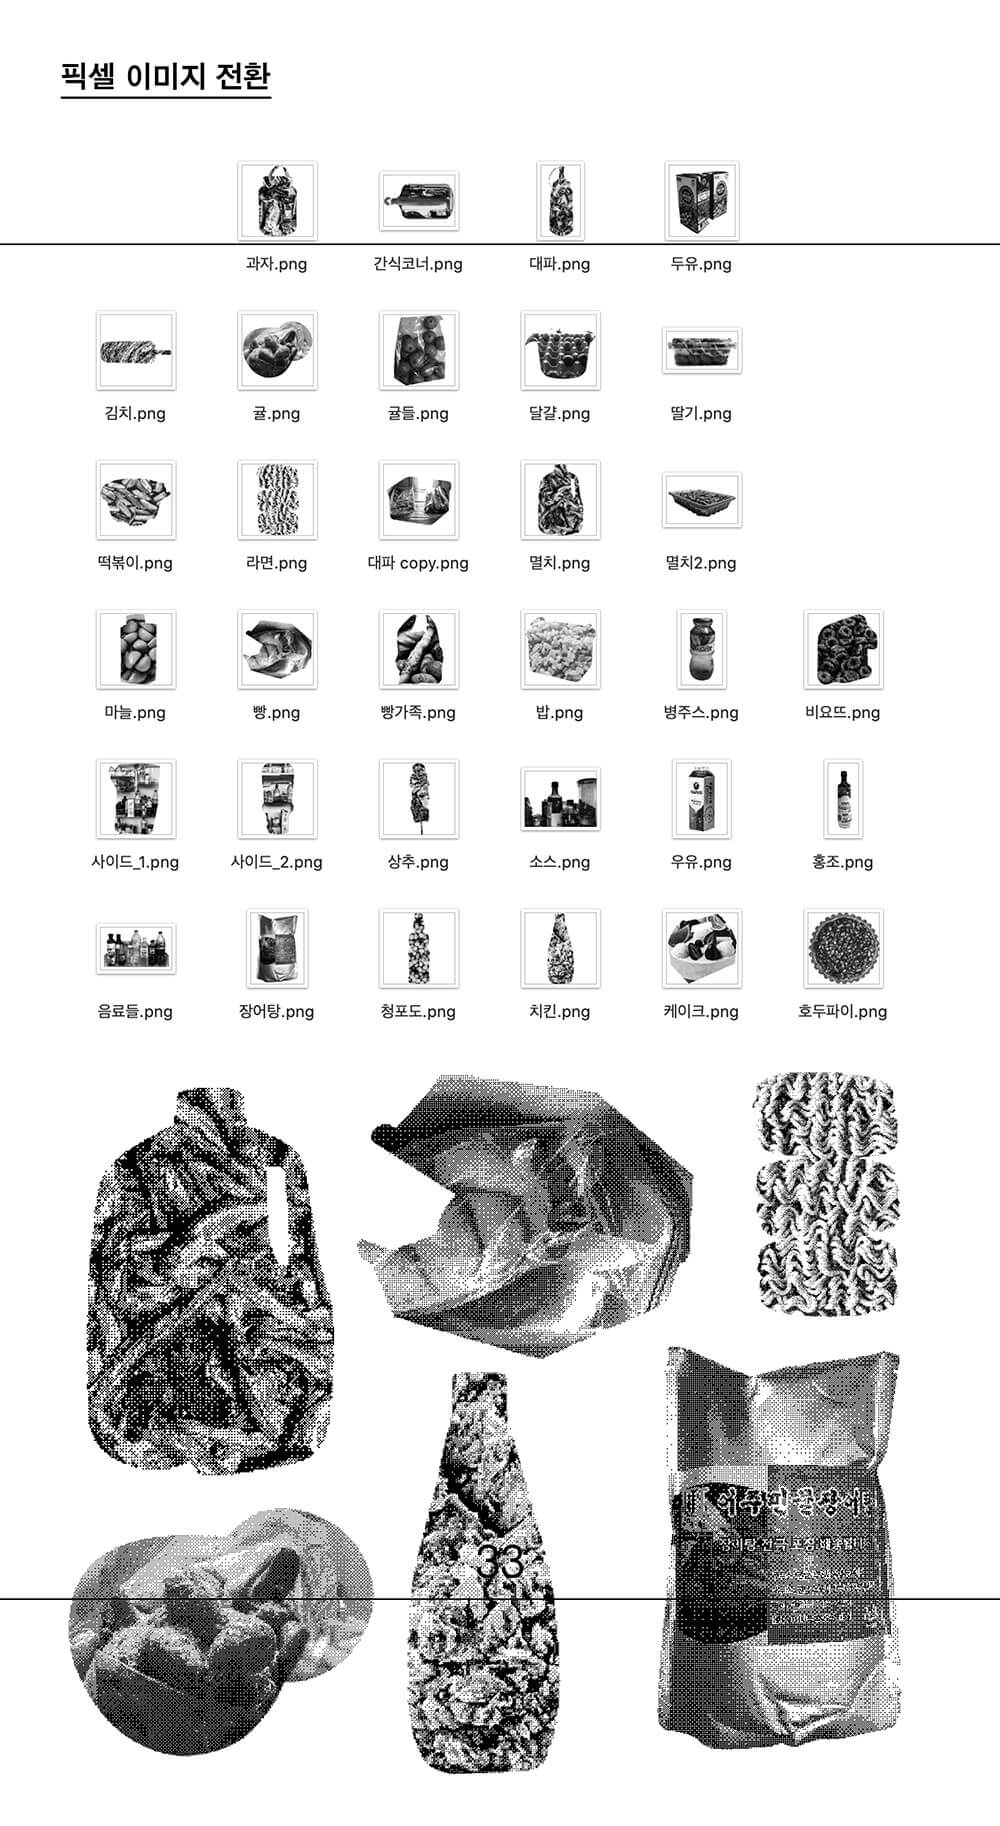 픽셀 이미지 전환
과자.png 간식코너.png 대파.png 두유.png
김치.png 귤.png 귤들.png 달걀.png 딸기.png
떡볶이.png 라면.png 대파 copy.png 멸치.png 멸치2.png
마늘.png 빵.png 빵가족.png 밥.png 병주스.png 비요뜨.png
사이드_1.png 사이드_2.png 상추.png 소스.png 우유.png 홍조.png
음료들.png 장어탕.png 청포도.png 치킨.png 케이크.png 호두파이.png
33
장어탕 전국